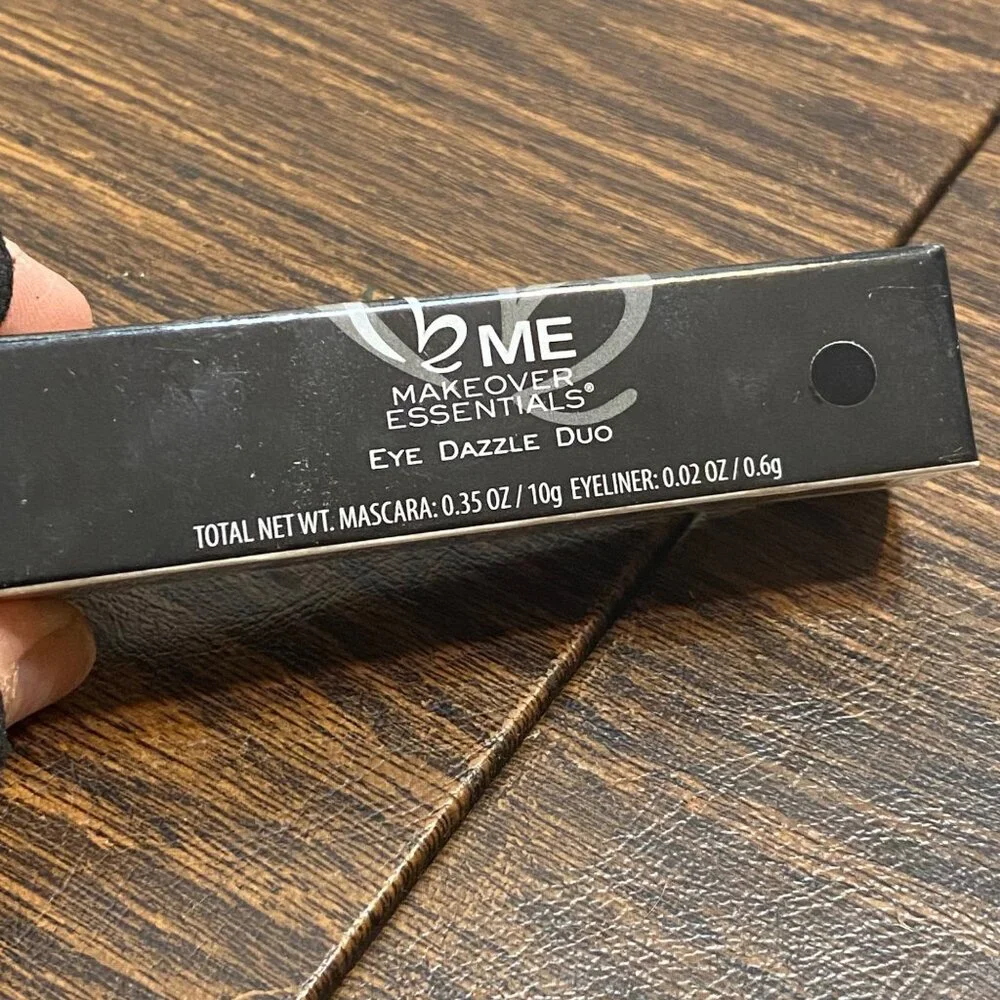 ME
MAKEOVER
ESSENTIALS®
EYE DAZZLE DUO
TOTAL NET WT. MASCARA: 0.35 OZ / 10g EYELINER: 0.02 OZ / 0.6g